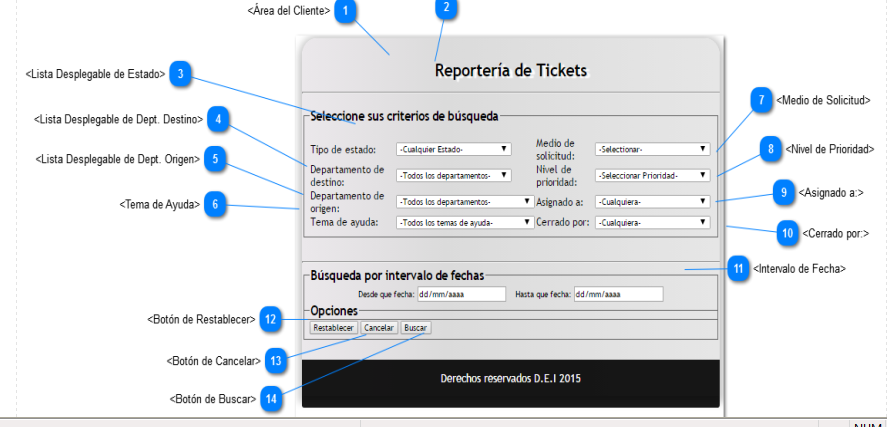 <Área del Cliente> 1
2
Reportería de Tickets
<Lista Desplegable de Estado> 3
Seleccione sus criterios de búsqueda
7 <Medio de Solicitud>
<Lista Desplegable de Dept. Destino> 4
Tipo de estado: -Cualquier Estado- Medio de solicitud: -Selectionar-
8 <Nivel de Prioridad>
<Lista Desplegable de Dept. Origen> 5
Departamento de destino: -Todos los departamentos- Nivel de prioridad: -Seleccionar Prioridad-
9 <Asignado a:>
<Tema de Ayuda> 6
Departamento de origen: -Todos los departamentos- Asignado a: -Cualquiera-
Tema de ayuda: -Todos los temas de ayuda- Cerrado por: -Cualquiera-
10 <Cerrado por:>
11 <Intervalo de Fecha>
Búsqueda por intervalo de fechas
Desde que fecha: dd/mm/aaaa Hasta que fecha: dd/mm/aaaa
Opciones
<Botón de Restablecer> 12
Restablecer Cancelar Buscar
<Botón de Cancelar> 13
Derechos reservados D.E.I 2015
<Botón de Buscar> 14
NUM